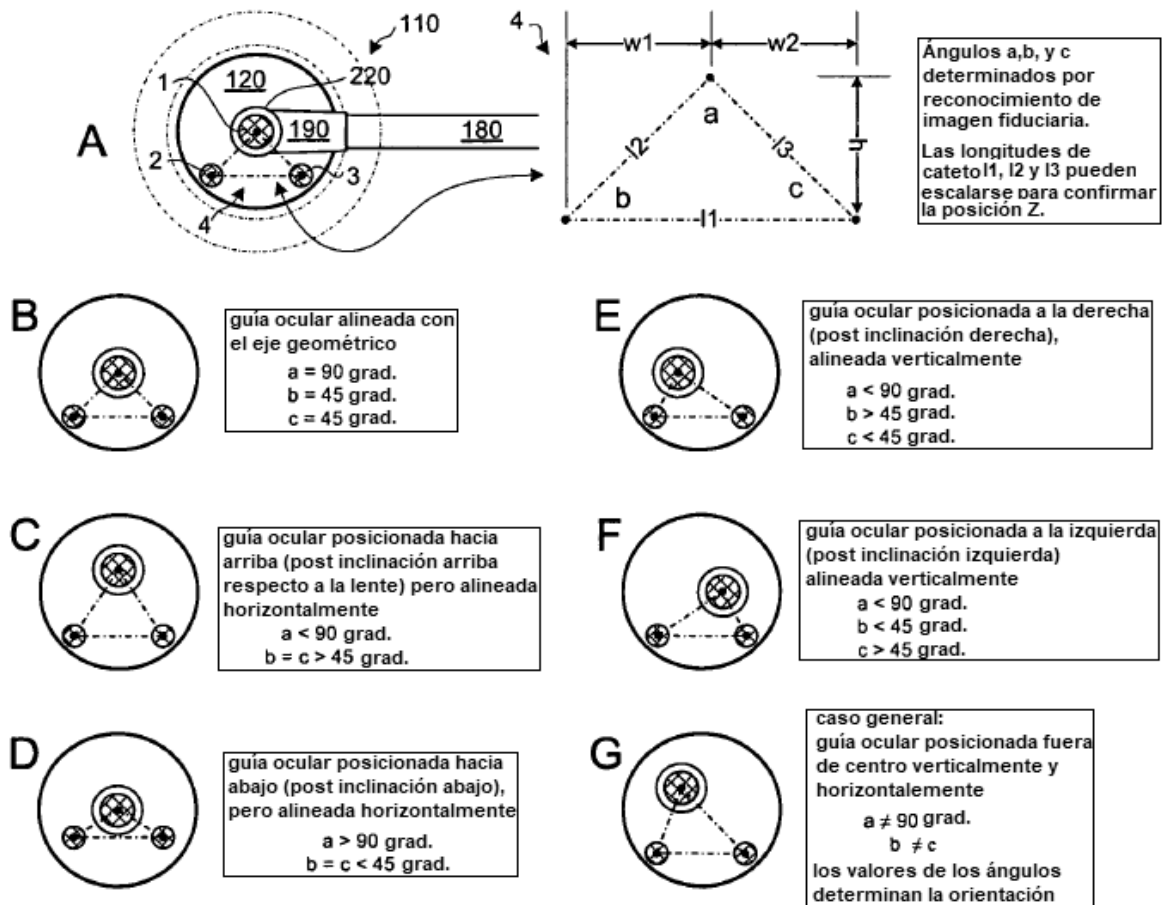 110
120
220
1
190
180
A
2
3
4
4
w1
w2
a
l2
l3
h
b
c
l1
Ángulos a,b, y c
determinados por
reconocimiento de
imagen fiduciaria.
Las longitudes de
cateto l1, l2 y l3 pueden
escalarse para confirmar
la posición Z.
B
guía ocular alineada con
el eje geométrico
a = 90 grad.
b = 45 grad.
c = 45 grad.
E
guía ocular posicionada a la derecha
(post inclinación derecha),
alineada verticalmente
a < 90 grad.
b > 45 grad.
c < 45 grad.
C
guía ocular posicionada hacia
arriba (post inclinación arriba
respecto a la lente) pero alineada
horizontalmente
a < 90 grad.
b = c > 45 grad.
F
guía ocular posicionada a la izquierda
(post inclinación izquierda)
alineada verticalmente
a < 90 grad.
b < 45 grad.
c > 45 grad.
D
guía ocular posicionada hacia
abajo (post inclinación abajo),
pero alineada horizontalmente
a > 90 grad.
b = c < 45 grad.
G
caso general:
guía ocular posicionada fuera
de centro verticalmente y
horizontalemente
a ≠ 90 grad.
b ≠ c
los valores de los ángulos
determinan la orientación